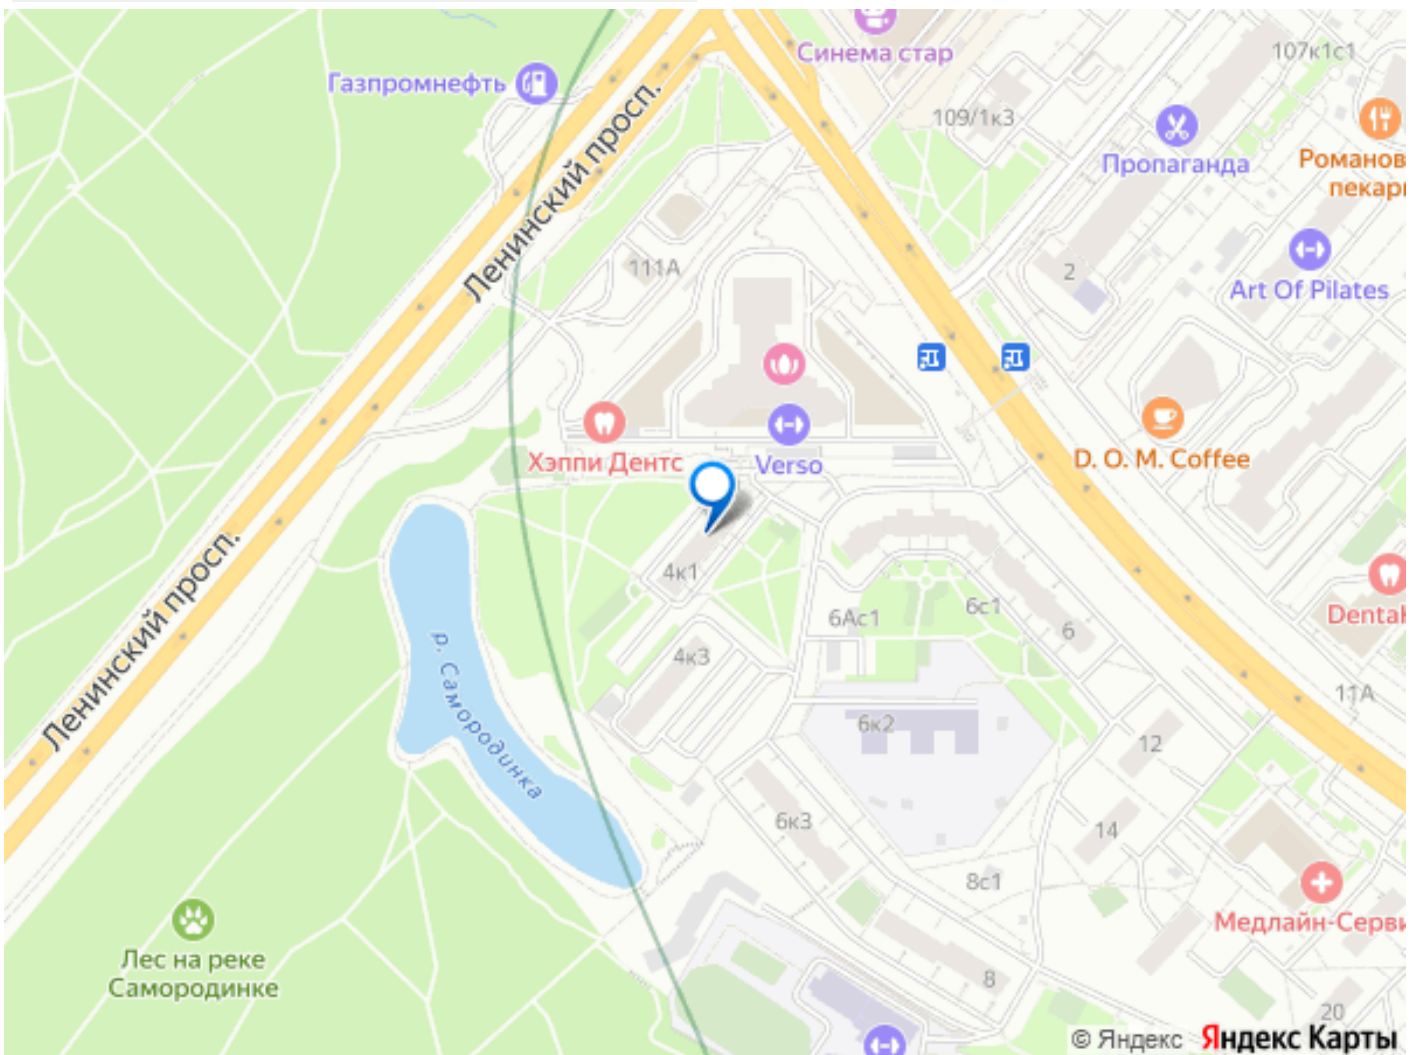 Синема стар
107к1с1
Газпромнефть
109/1к3
Пропаганда
Романов
пекар
Ленинский просп.
111А
2
Art Of Pilates
Хэппи Дентс
Verso
D. O. M. Coffee
4к1
6Ас1
6с1
6
Denta
Ленинский просп.
р. Самородинка
4к3
11А
6к2
12
6к3
14
8с1
Медлайн-Серви
Лес на реке
Самородинке
8
20
© Яндекс Яндекс Карты